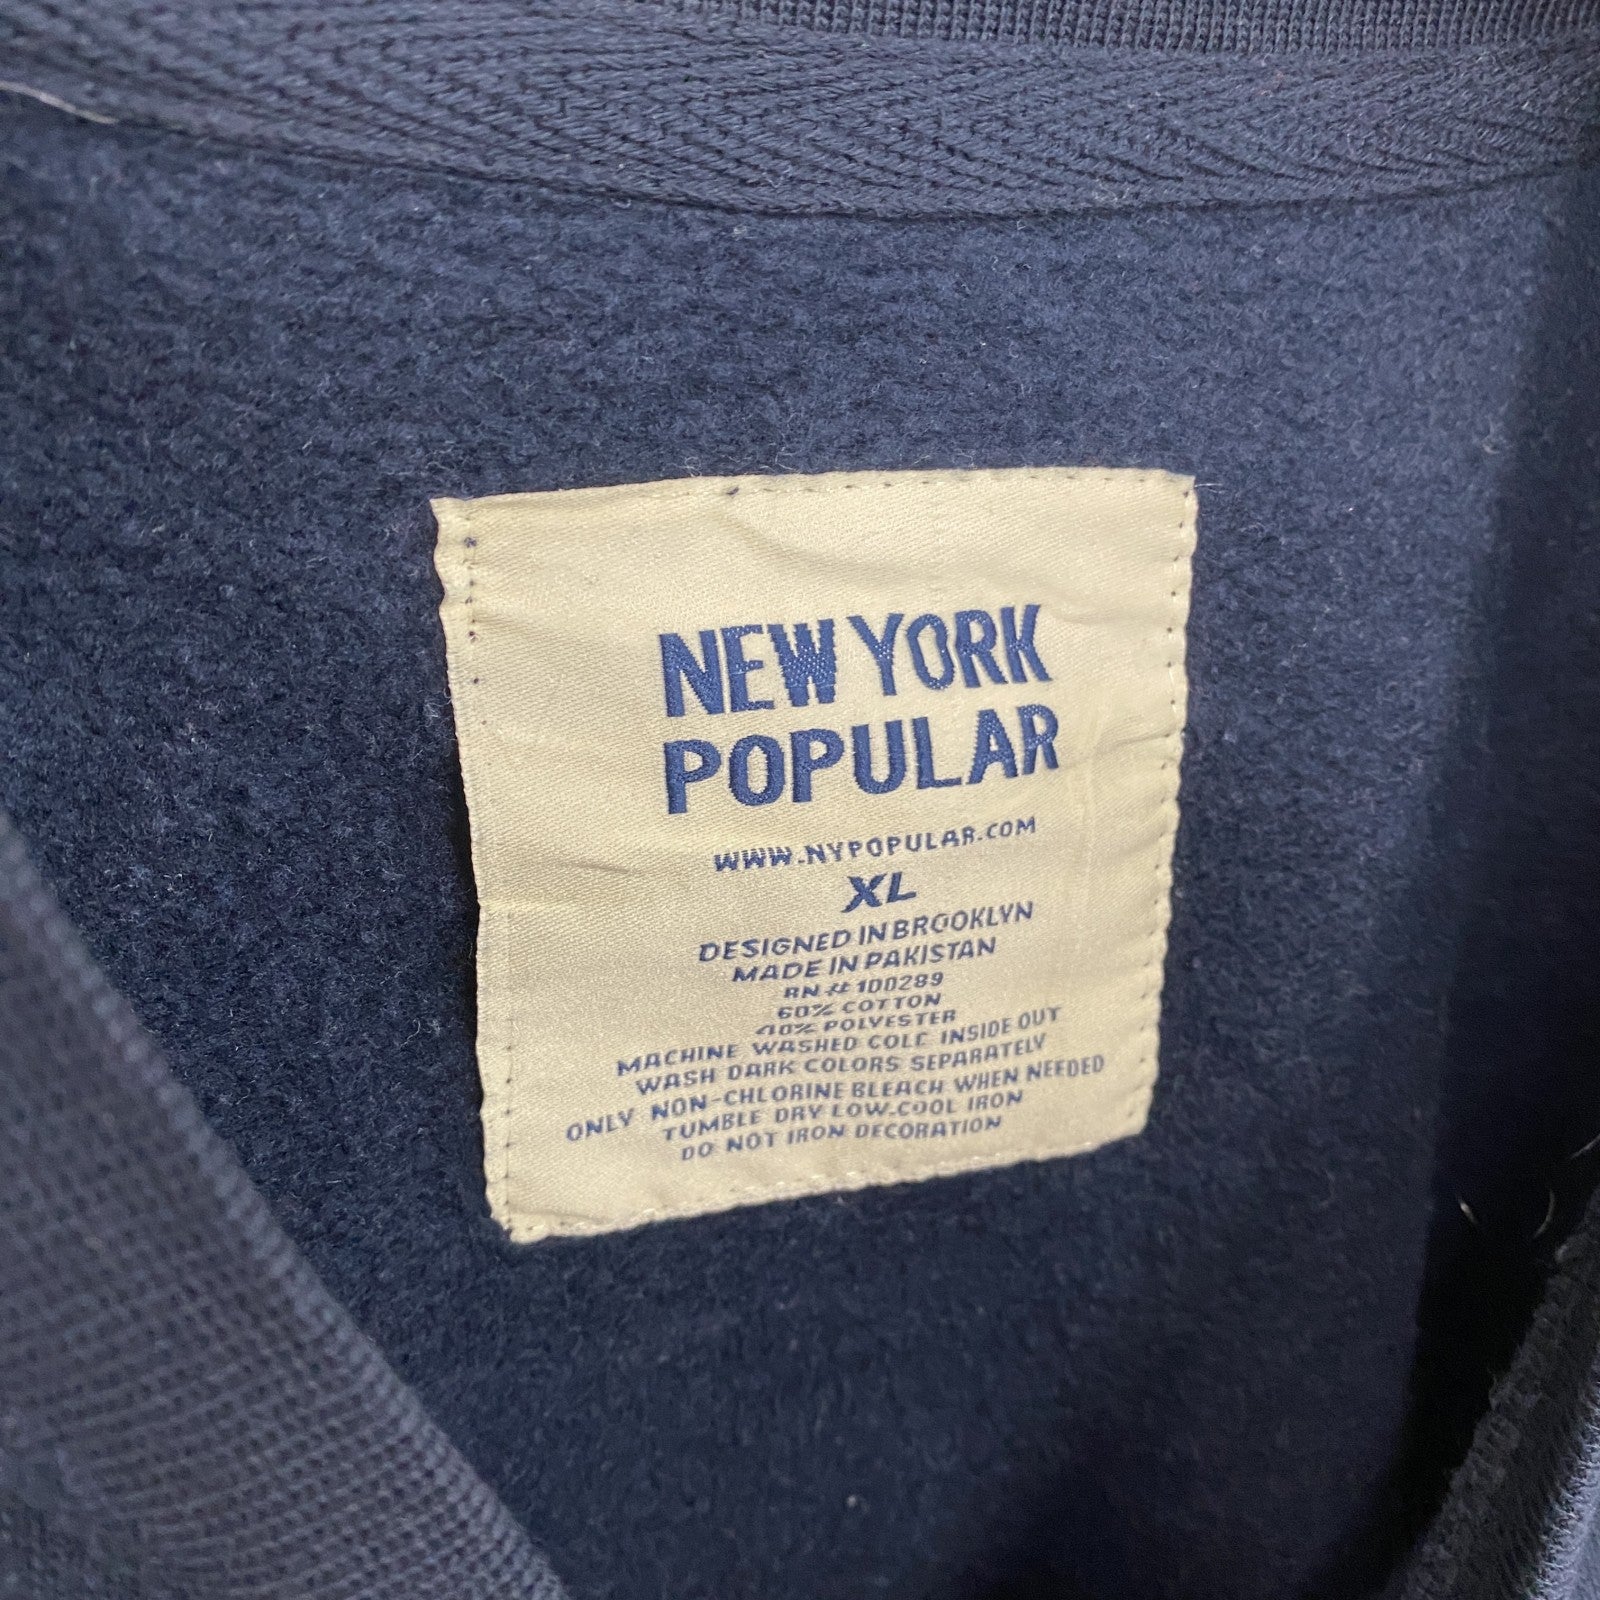 NEW YORK
POPULAR
WWW.NYPOPULAR.COM
XL
DESIGNED IN BROOKLYN
MADE IN PAKISTAN
RN # 100289
60% COTTON
40% POLYESTER
MACHINE WASHED COLC INSIDE OUT
WASH DARK COLORS SEPARATELY
ONLY NON-CHLORINE BLEACH WHEN NEEDED
TUMBLE DRY LOW.COOL IRON
DO NOT IRON DECORATION